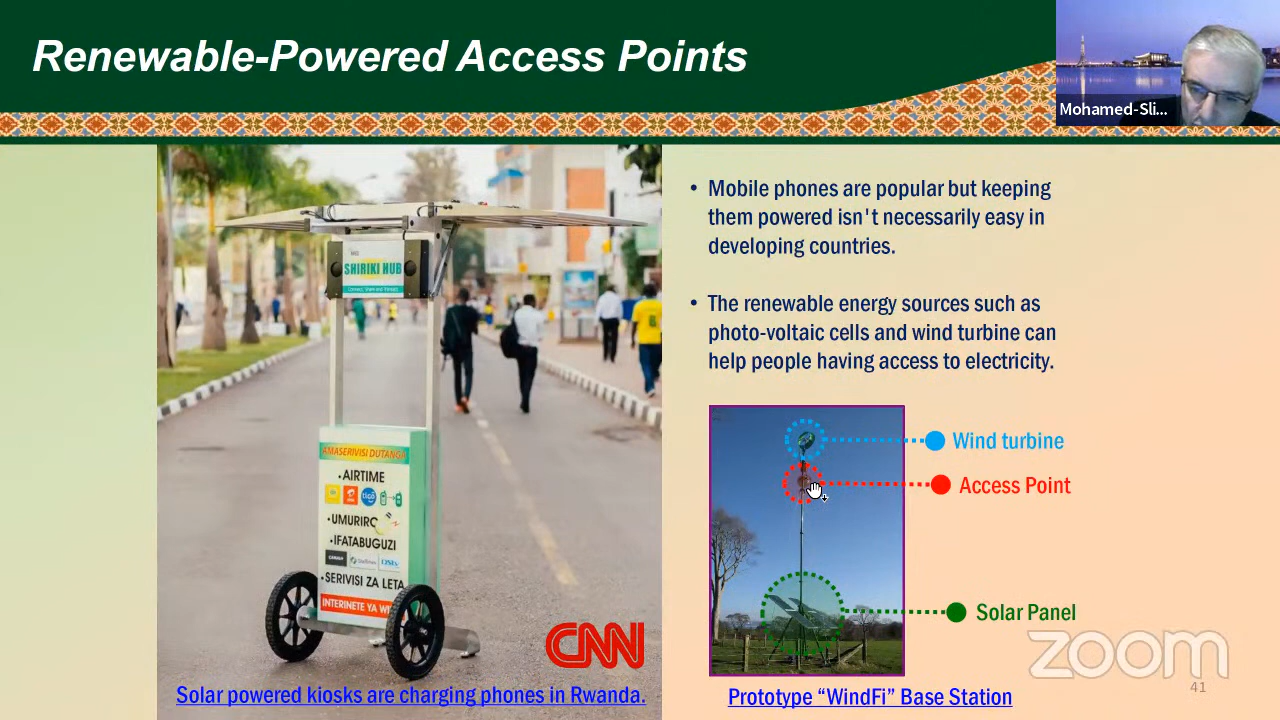 Renewable-Powered Access Points
Mohamed-Sli...
SHIRIKI HUB
AMASERIVISI DUTANGA
•AIRTIME
tigo
•UMURIRO
•IFATABUGUZI
DStv
•SERIVISI ZA LETA
INTERINETE YA WI
CNN
Solar powered kiosks are charging phones in Rwanda.
• Mobile phones are popular but keeping
them powered isn't necessarily easy in
developing countries.
• The renewable energy sources such as
photo-voltaic cells and wind turbine can
help people having access to electricity.
Wind turbine
Access Point
Solar Panel
Prototype “WindFi” Base Station
zoom
41